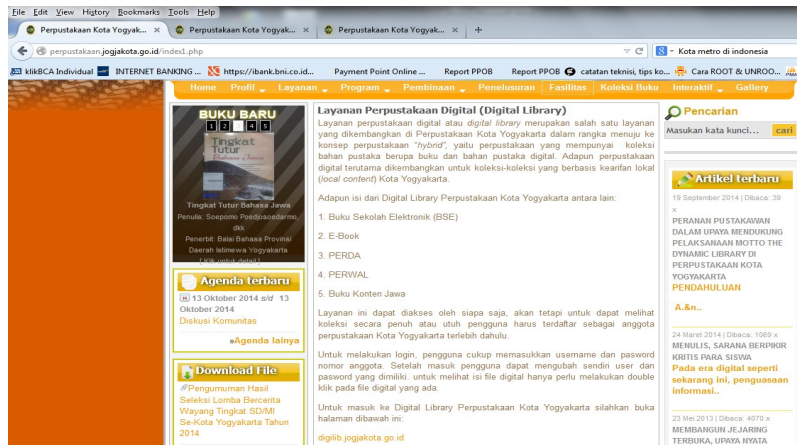 File Edit View History Bookmarks Tools Help
Perpustakaan Kota Yogyak... × Perpustakaan Kota Yogyak... × Perpustakaan Kota Yogyak... × +
perpustakaan.jogjakota.go.id/index1.php
Kota metro di indonesia
klikBCA Individual INTERNET BANKING ... https://ibank.bni.co.id... Payment Point Online ... Report PPOB Report PPOB catatan teknisi, tips ko... Cara ROOT & UNROO...
Home Profil Layanan Program Pembinaan Penelusuran Fasilitas Koleksi Buku Interaktif Gallery
BUKU BARU
1 2 4 5
Tingkat Tutur
Bahasa Jawa
Tingkat Tutur Bahasa Jawa
Penulis: Soepomo Poedjosoedarmo, dkk
Penerbit: Balai Bahasa Provinsi
Daerah Istimewa Yogyakarta
[ Klik untuk detail ]
Agenda terbaru
13 Oktober 2014 s/d 13
Oktober 2014
Diskusi Komunitas
»Agenda lainya
Download File
Pengumuman Hasil
Seleksi Lomba Bercerita
Wayang Tingkat SD/MI
Se-Kota Yogyakarta Tahun
2014
Layanan Perpustakaan Digital (Digital Library)
Layanan perpustakaan digital atau digital library merupakan salah satu layanan
yang dikembangkan di Perpustakaan Kota Yogyakarta dalam rangka menuju ke
konsep perpustakaan "hybrid", yaitu perpustakaan yang mempunyai koleksi
bahan pustaka berupa buku dan bahan pustaka digital. Adapun perpustakaan
digital terutama dikembangkan untuk koleksi-koleksi yang berbasis kearifan lokal
(local content) Kota Yogyakarta.
Adapun isi dari Digital Library Perpustakaan Kota Yogyakarta antara lain:
1. Buku Sekolah Elektronik (BSE)
2. E-Book
3. PERDA
4. PERWAL
5. Buku Konten Jawa
Layanan ini dapat diakses oleh siapa saja, akan tetapi untuk dapat melihat
koleksi secara penuh atau utuh pengguna harus terdaftar sebagai anggota
perpustakaan Kota Yogyakarta terlebih dahulu.
Untuk melakukan login, pengguna cukup memasukkan username dan pasword
nomor anggota. Setelah masuk pengguna dapat mengubah sendiri user dan
pasword yang dimiliki. untuk melihat isi file digital hanya perlu melakukan double
klik pada file digital yang ada.
Untuk masuk ke Digital Library Perpustakaan Kota Yogyakarta silahkan buka
halaman dibawah ini:
digilib.jogjakota.go.id
Pencarian
Masukan kata kunci... cari
Artikel terbaru
19 September 2014 | Dibaca: 39
x
PERANAN PUSTAKAWAN
DALAM UPAYA MENDUKUNG
PELAKSANAAN MOTTO THE
DYNAMIC LIBRARY DI
PERPUSTAKAAN KOTA
YOGYAKARTA
PENDAHULUAN
A.&n..
24 Maret 2014 | Dibaca: 1069 x
MENULIS, SARANA BERPIKIR
KRITIS PARA SISWA
Pada era digital seperti
sekarang ini, penguasaan
informasi..
23 Mei 2013 | Dibaca: 4070 x
MEMBANGUN JEJARING
TERBUKA, UPAYA NYATA